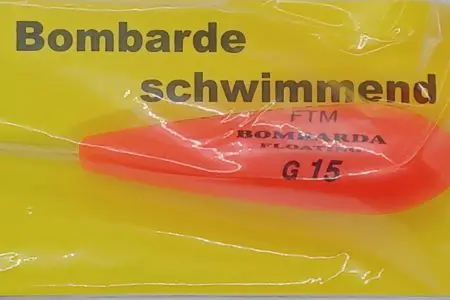 Bombarde
schwimmend
FTM
BOMBARDA
FLOATING
G 15